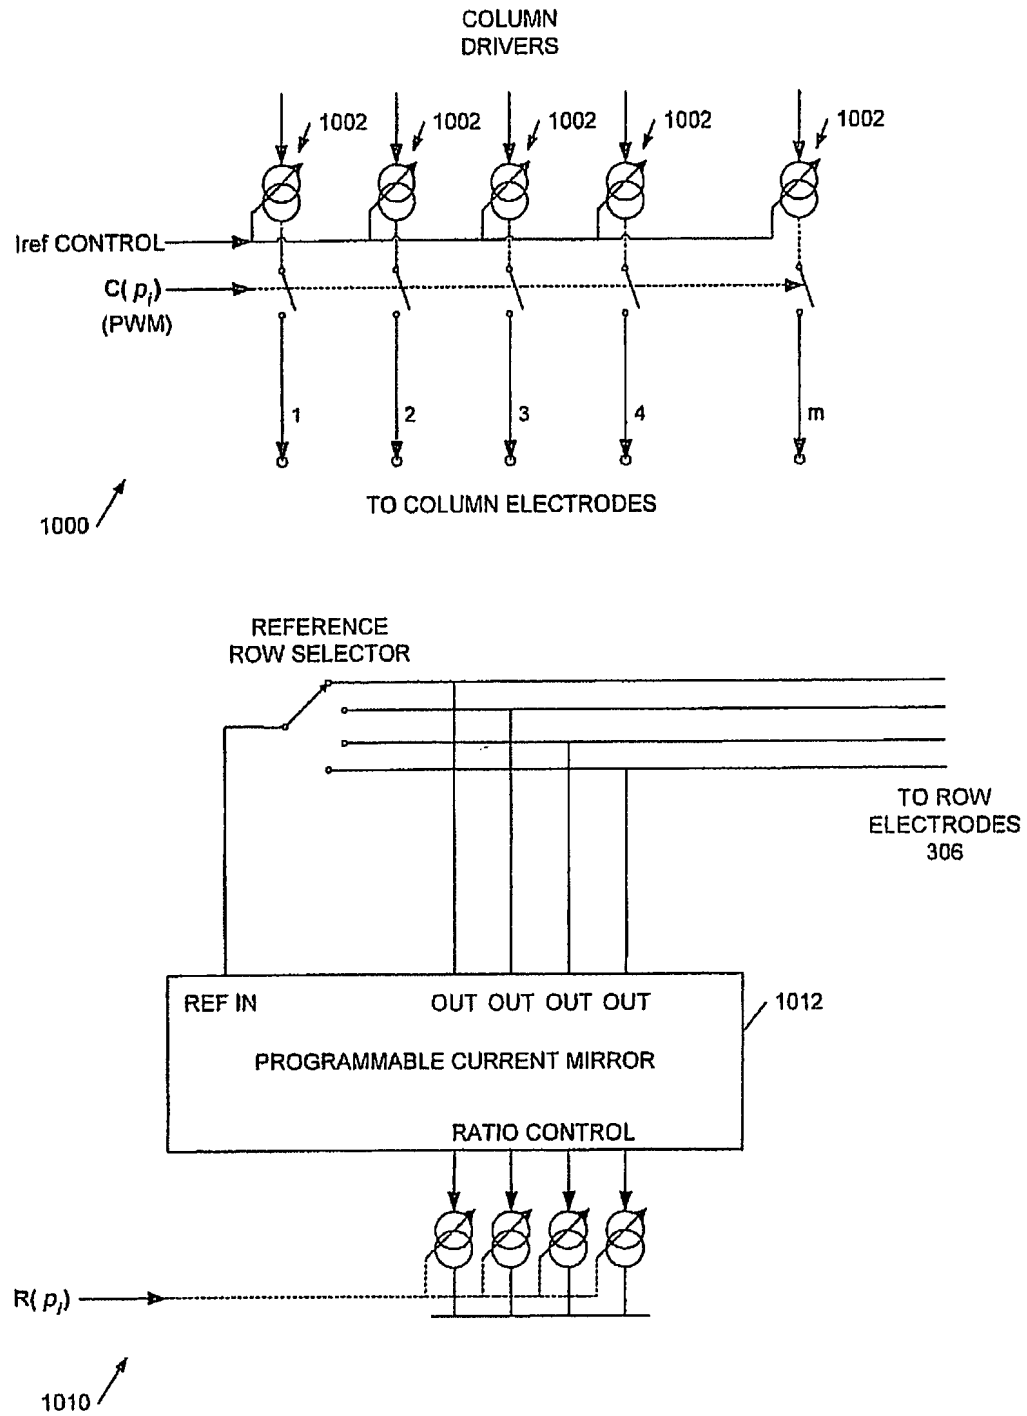 COLUMN
DRIVERS
1002 1002 1002 1002 1002
Iref CONTROL
C( pᵢ)
(PWM)
1 2 3 4 m
TO COLUMN ELECTRODES
1000
REFERENCE
ROW SELECTOR
TO ROW
ELECTRODES
306
REF IN OUT OUT OUT OUT
1012
PROGRAMMABLE CURRENT MIRROR
RATIO CONTROL
R( pᵢ)
1010